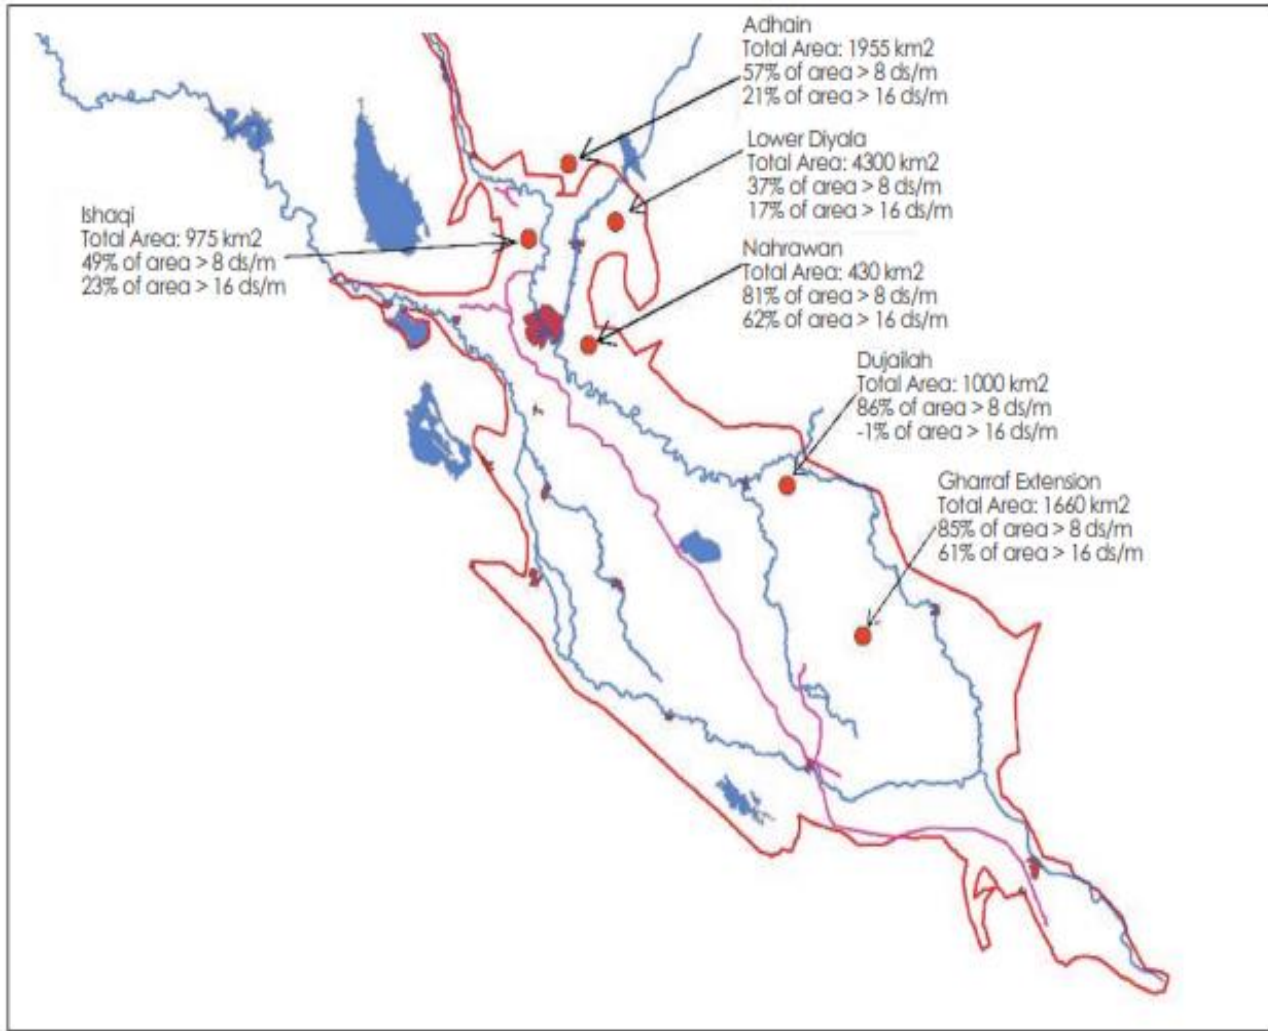 Adhain
Total Area: 1955 km2
57% of area > 8 ds/m
21% of area > 16 ds/m
Lower Diyala
Total Area: 4300 km2
37% of area > 8 ds/m
17% of area > 16 ds/m
Ishaqi
Total Area: 975 km2
49% of area > 8 ds/m
23% of area > 16 ds/m
Nahrawan
Total Area: 430 km2
81% of area > 8 ds/m
62% of area > 16 ds/m
Dujailah
Total Area: 1000 km2
86% of area > 8 ds/m
-1% of area > 16 ds/m
Gharraf Extension
Total Area: 1660 km2
85% of area > 8 ds/m
61% of area > 16 ds/m